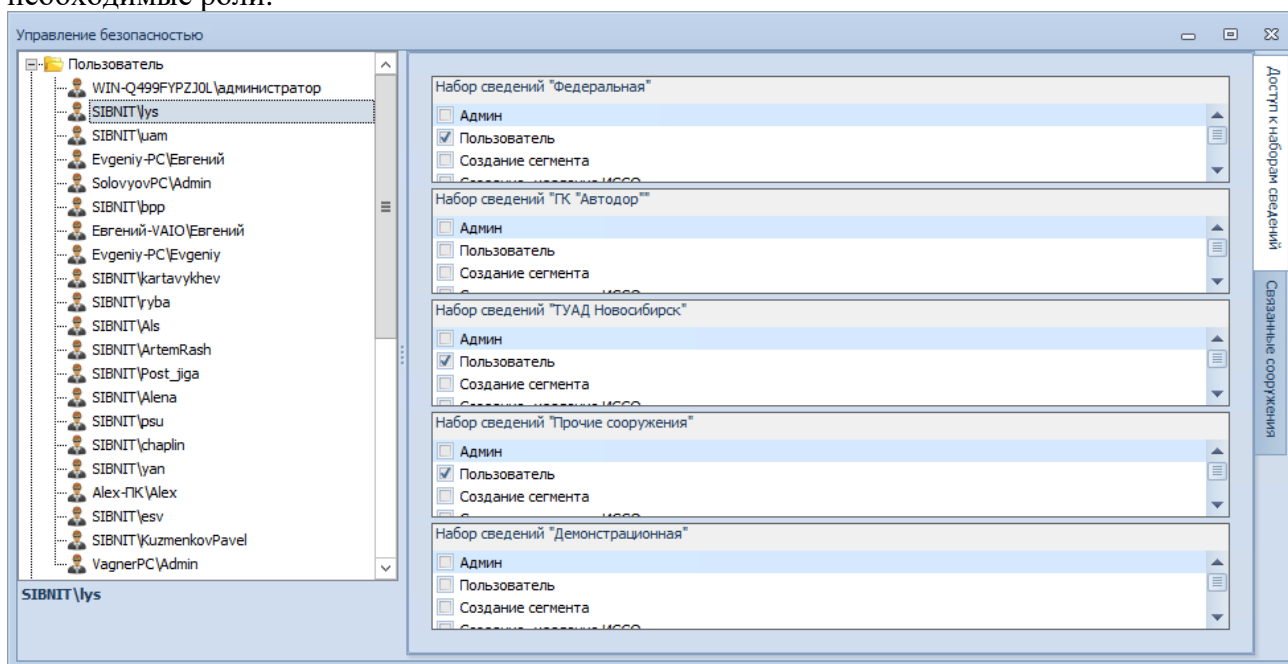 необходимые роли:
Управление безопасностью
Пользователь
WIN-Q499FYPZJ0L\администратор
SIBNIT\lys
SIBNIT\uam
Evgeniy-PC\Евгений
SolovyovPC\Admin
SIBNIT\bpp
Евгений-VAIO\Евгений
Evgeniy-PC\Evgeniy
SIBNIT\kartavykhev
SIBNIT\ryba
SIBNIT\Als
SIBNIT\ArtemRash
SIBNIT\Post_jiga
SIBNIT\Alena
SIBNIT\psu
SIBNIT\chaplin
SIBNIT\yan
Alex-ПК\Alex
SIBNIT\esv
SIBNIT\KuzmenkovPavel
VagnerPC\Admin
SIBNIT\lys
Набор сведений "Федеральная"
Админ
Пользователь
Создание сегмента
Набор сведений "ГК "Автодор""
Админ
Пользователь
Создание сегмента
Набор сведений "ТУАД Новосибирск"
Админ
Пользователь
Создание сегмента
Набор сведений "Прочие сооружения"
Админ
Пользователь
Создание сегмента
Набор сведений "Демонстрационная"
Админ
Пользователь
Создание сегмента
Доступ к наборам сведений
Связанные сооружения